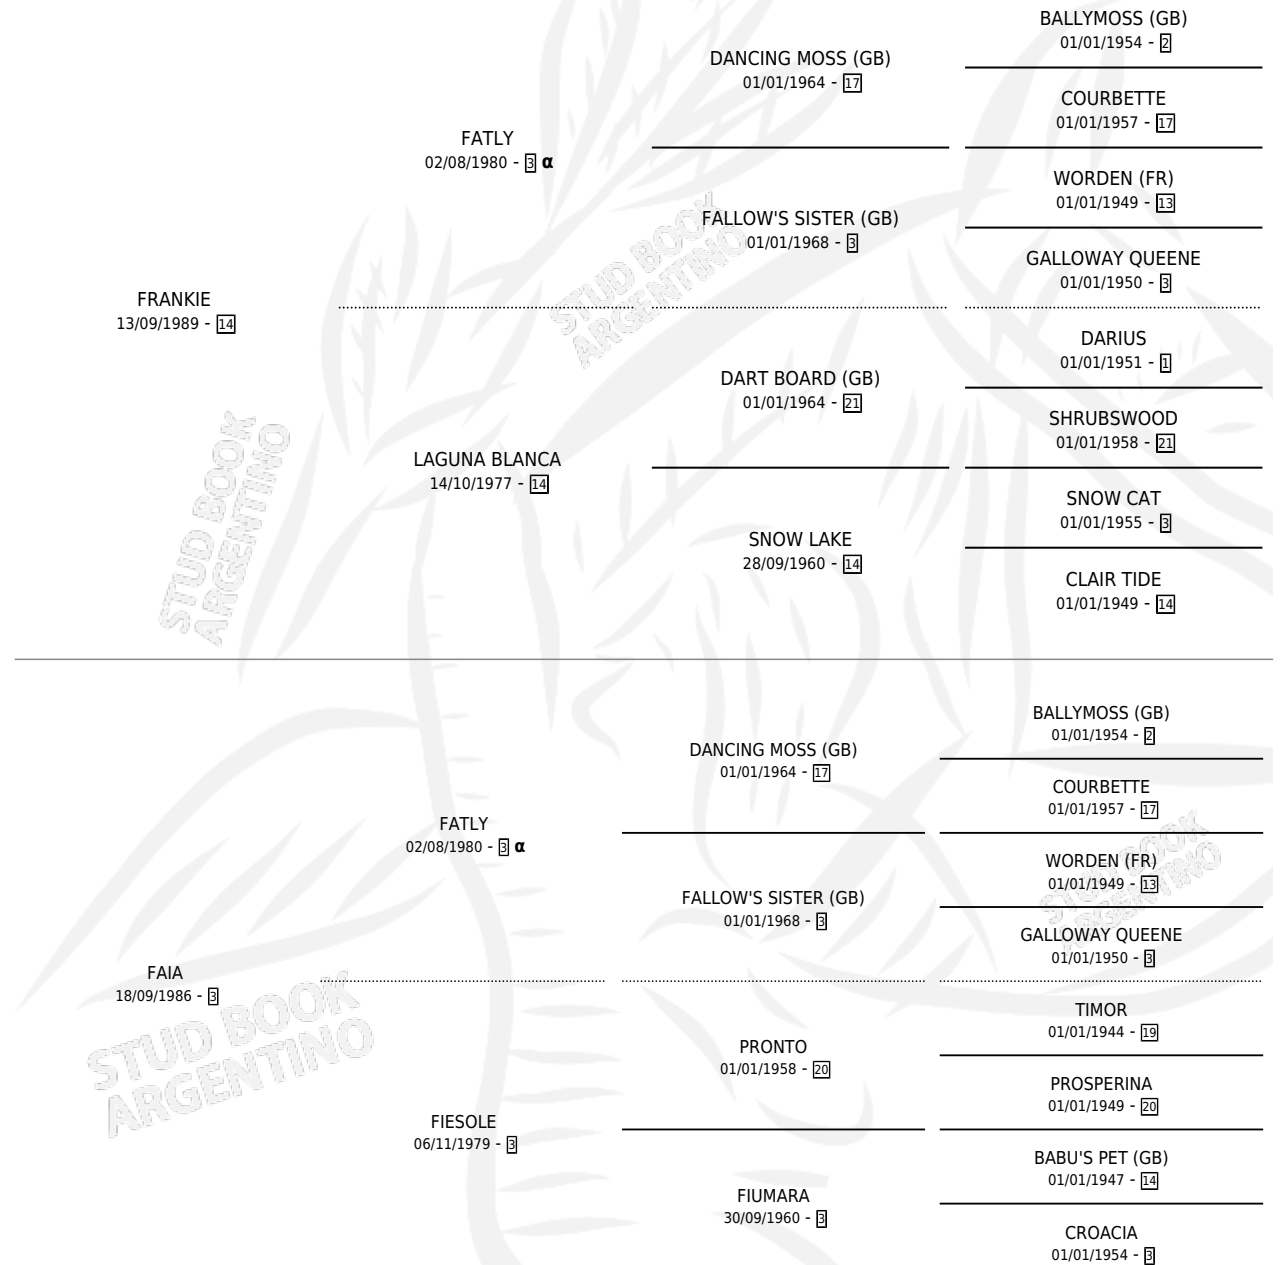 BALLYMOSS (GB)
01/01/1954 - 2
DANCING MOSS (GB)
01/01/1964 - 17
COURBETTE
01/01/1957 - 17
FATLY
02/08/1980 - 3 α
WORDEN (FR)
01/01/1949 - 13
FALLOW'S SISTER (GB)
01/01/1968 - 3
GALLOWAY QUEENE
01/01/1950 - 3
FRANKIE
13/09/1989 - 14
DARIUS
01/01/1951 - 1
DART BOARD (GB)
01/01/1964 - 21
SHRUBSWOOD
01/01/1958 - 21
LAGUNA BLANCA
14/10/1977 - 14
SNOW CAT
01/01/1955 - 3
SNOW LAKE
28/09/1960 - 14
CLAIR TIDE
01/01/1949 - 14
STUD BOOK
ARGENTINO
STUD BOOK
ARGENTINO
BALLYMOSS (GB)
01/01/1954 - 2
DANCING MOSS (GB)
01/01/1964 - 17
COURBETTE
01/01/1957 - 17
FATLY
02/08/1980 - 3 α
WORDEN (FR)
01/01/1949 - 13
FALLOW'S SISTER (GB)
01/01/1968 - 3
GALLOWAY QUEENE
01/01/1950 - 3
FAIA
18/09/1986 - 3
TIMOR
01/01/1944 - 19
PRONTO
01/01/1958 - 20
PROSPERINA
01/01/1949 - 20
FIESOLE
06/11/1979 - 3
BABU'S PET (GB)
01/01/1947 - 14
FIUMARA
30/09/1960 - 3
CROACIA
01/01/1954 - 3
STUD BOOK
ARGENTINO
STUD BOOK
ARGENTINO